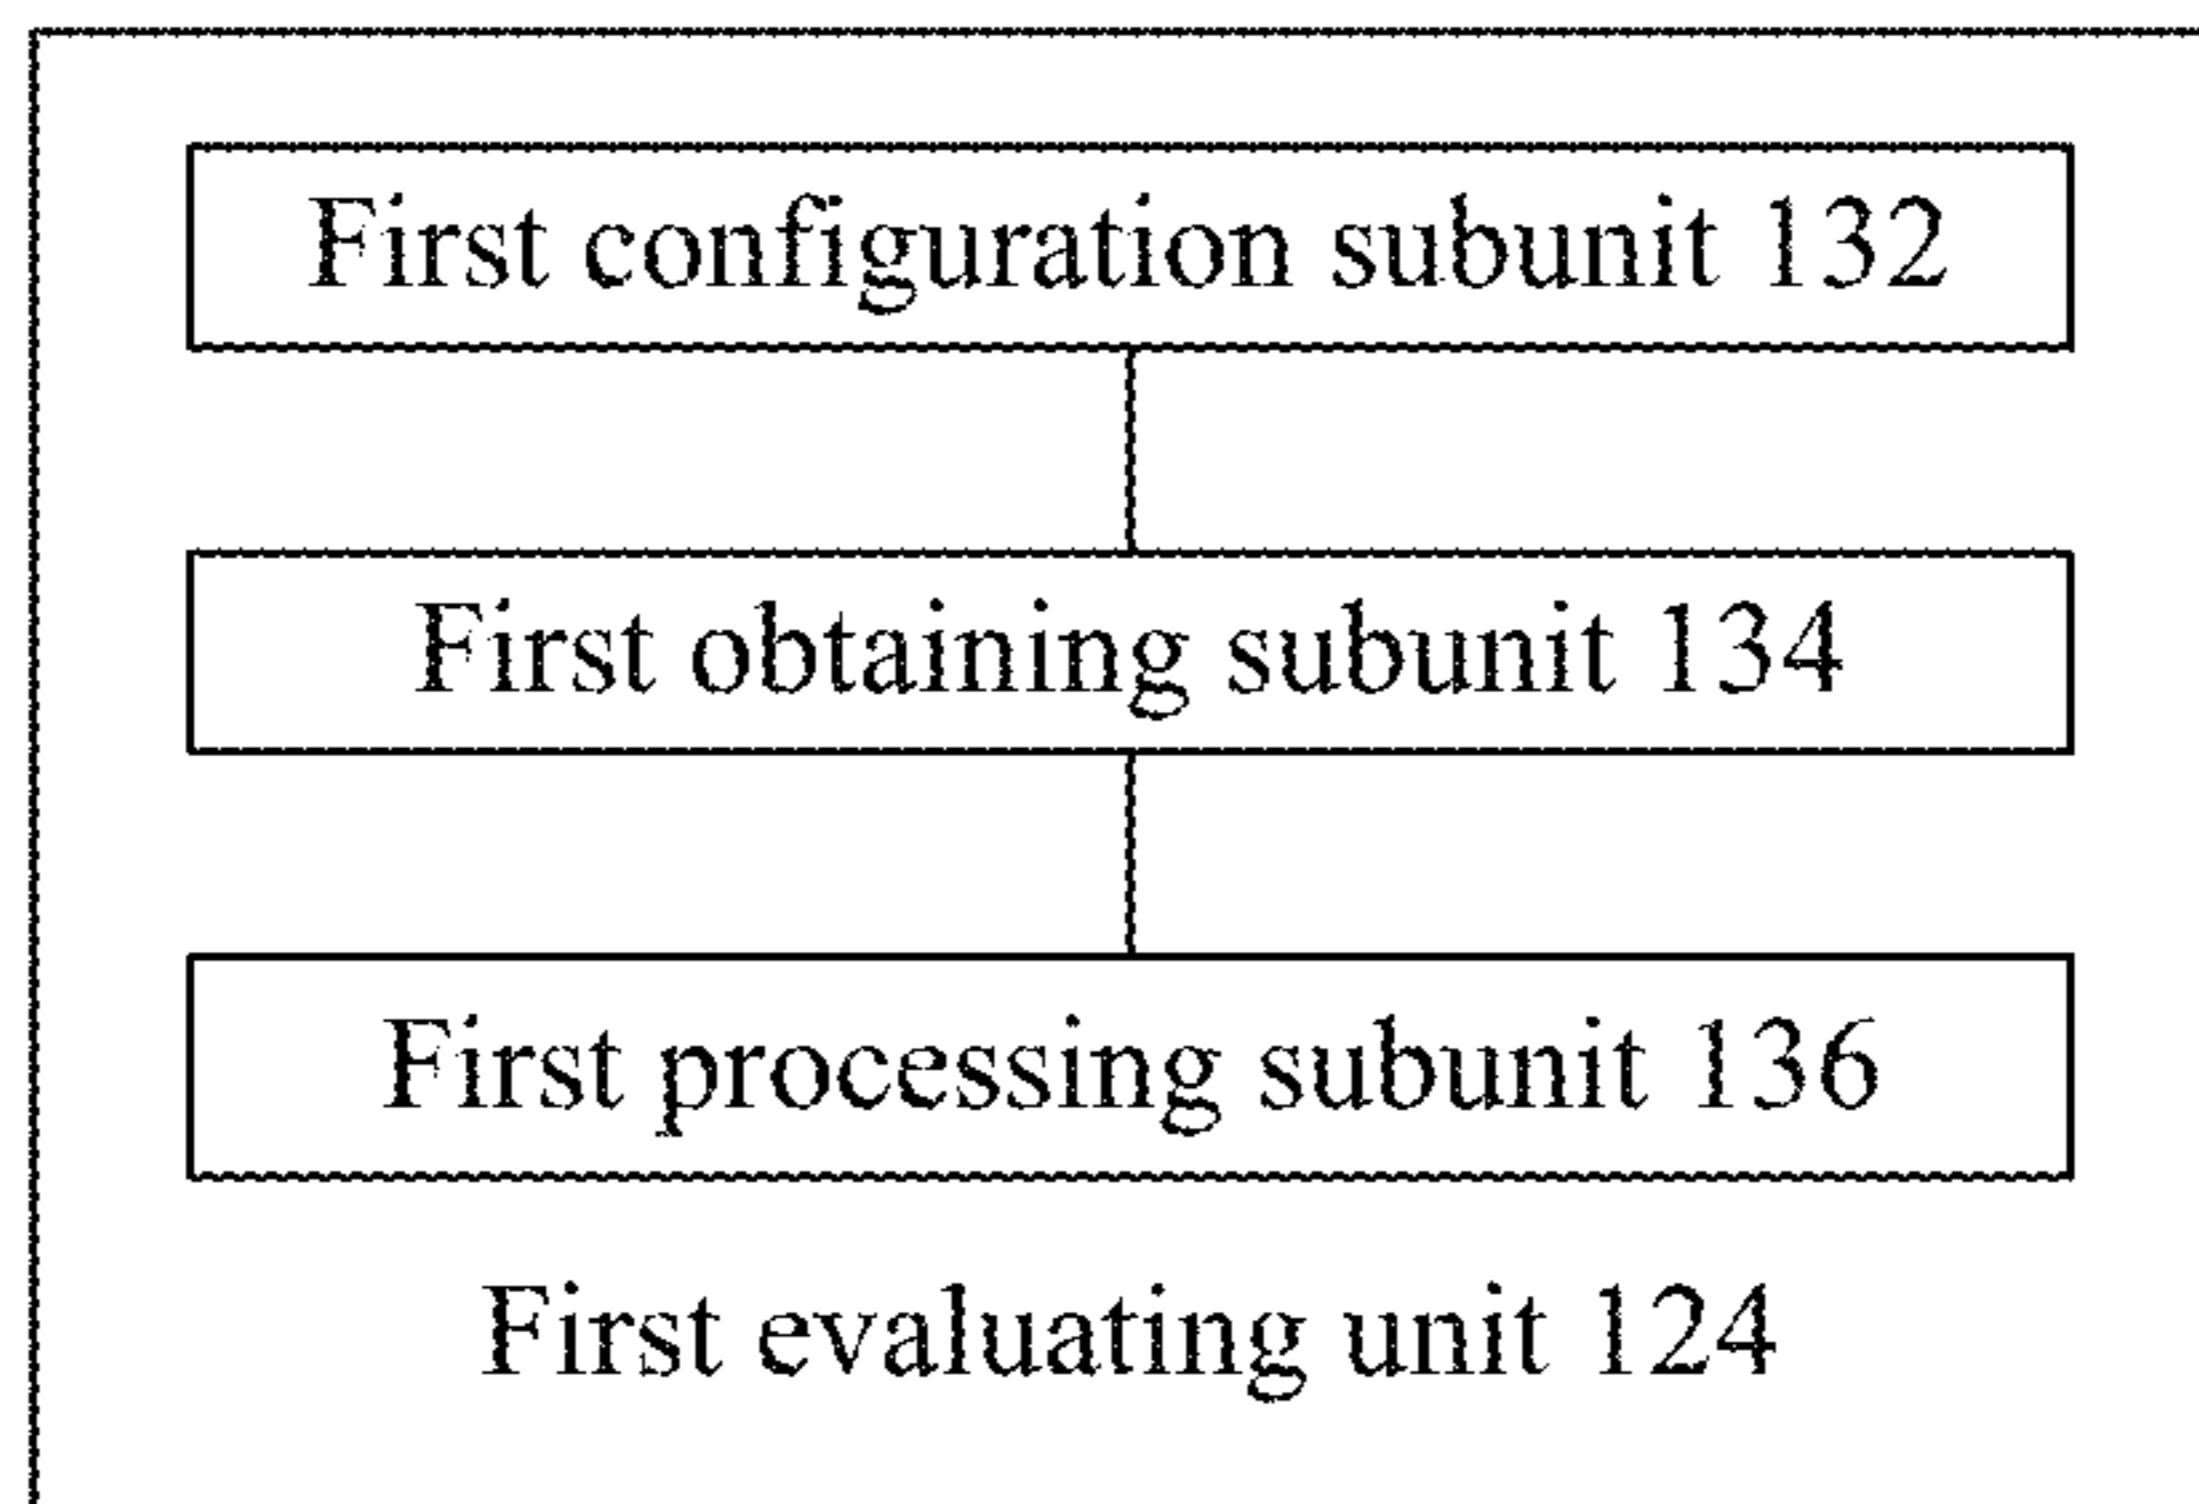 First configuration subunit 132
First obtaining subunit 134
First processing subunit 136
First evaluating unit 124